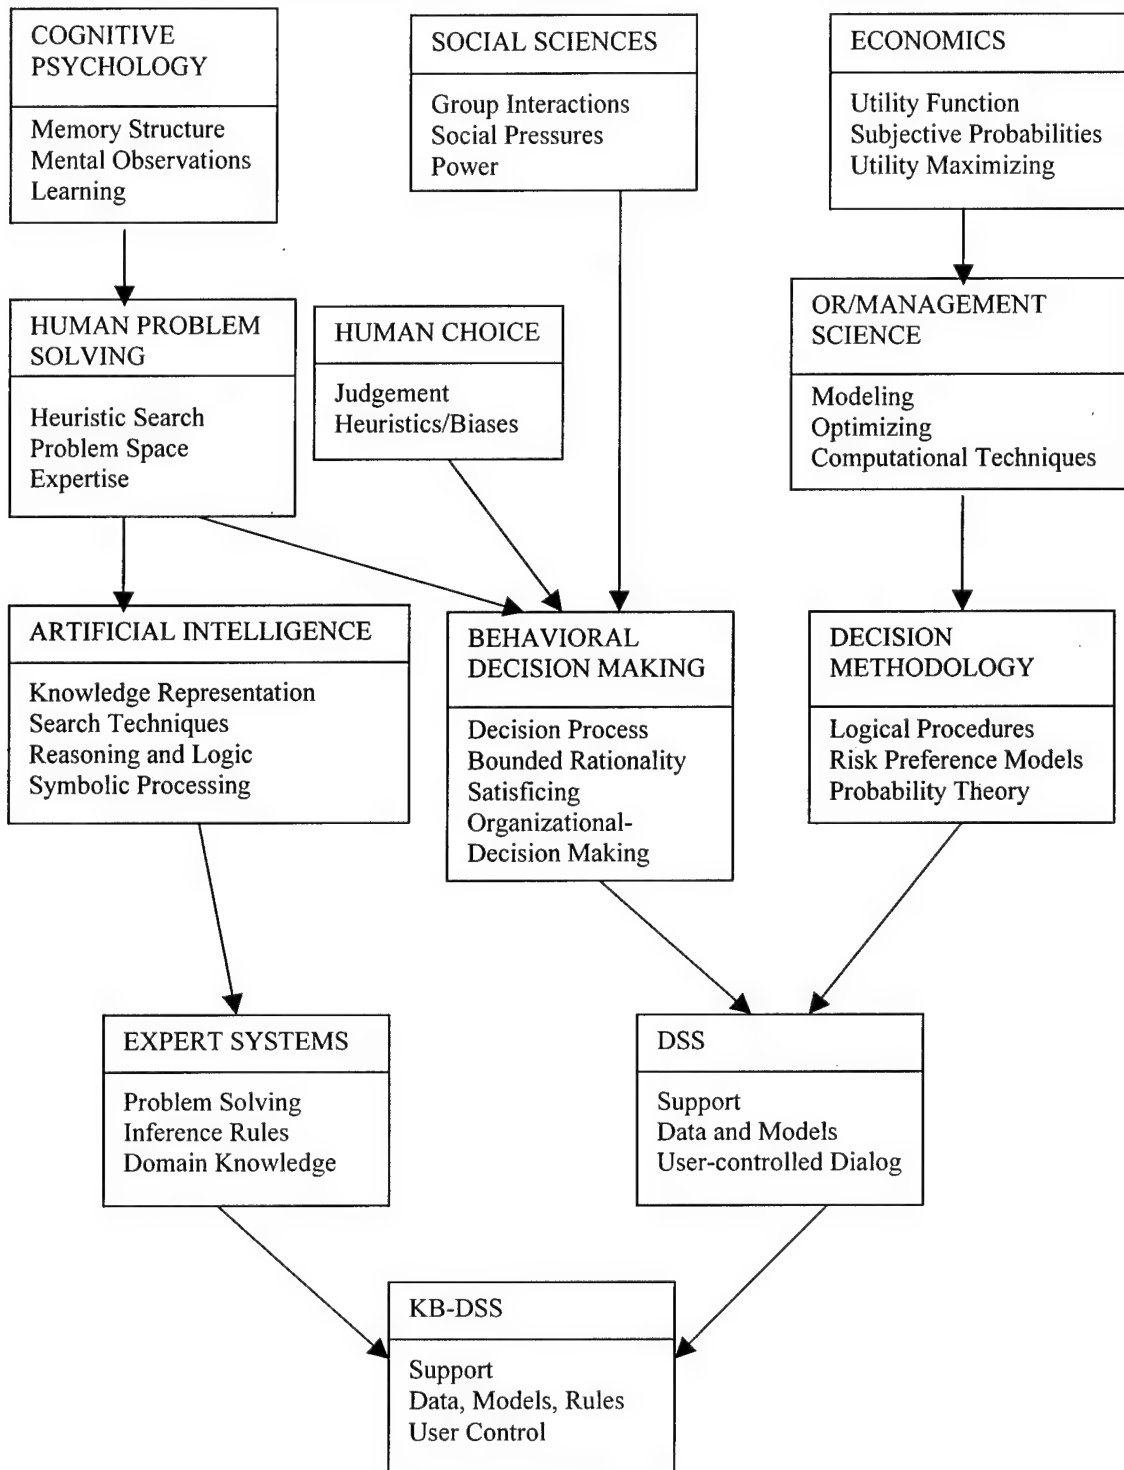 COGNITIVE
PSYCHOLOGY
Memory Structure
Mental Observations
Learning
SOCIAL SCIENCES
Group Interactions
Social Pressures
Power
ECONOMICS
Utility Function
Subjective Probabilities
Utility Maximizing
HUMAN PROBLEM
SOLVING
Heuristic Search
Problem Space
Expertise
HUMAN CHOICE
Judgement
Heuristics/Biases
OR/MANAGEMENT
SCIENCE
Modeling
Optimizing
Computational Techniques
ARTIFICIAL INTELLIGENCE
Knowledge Representation
Search Techniques
Reasoning and Logic
Symbolic Processing
BEHAVIORAL
DECISION MAKING
Decision Process
Bounded Rationality
Satisficing
Organizational-
Decision Making
DECISION
METHODOLOGY
Logical Procedures
Risk Preference Models
Probability Theory
EXPERT SYSTEMS
Problem Solving
Inference Rules
Domain Knowledge
DSS
Support
Data and Models
User-controlled Dialog
KB-DSS
Support
Data, Models, Rules
User Control